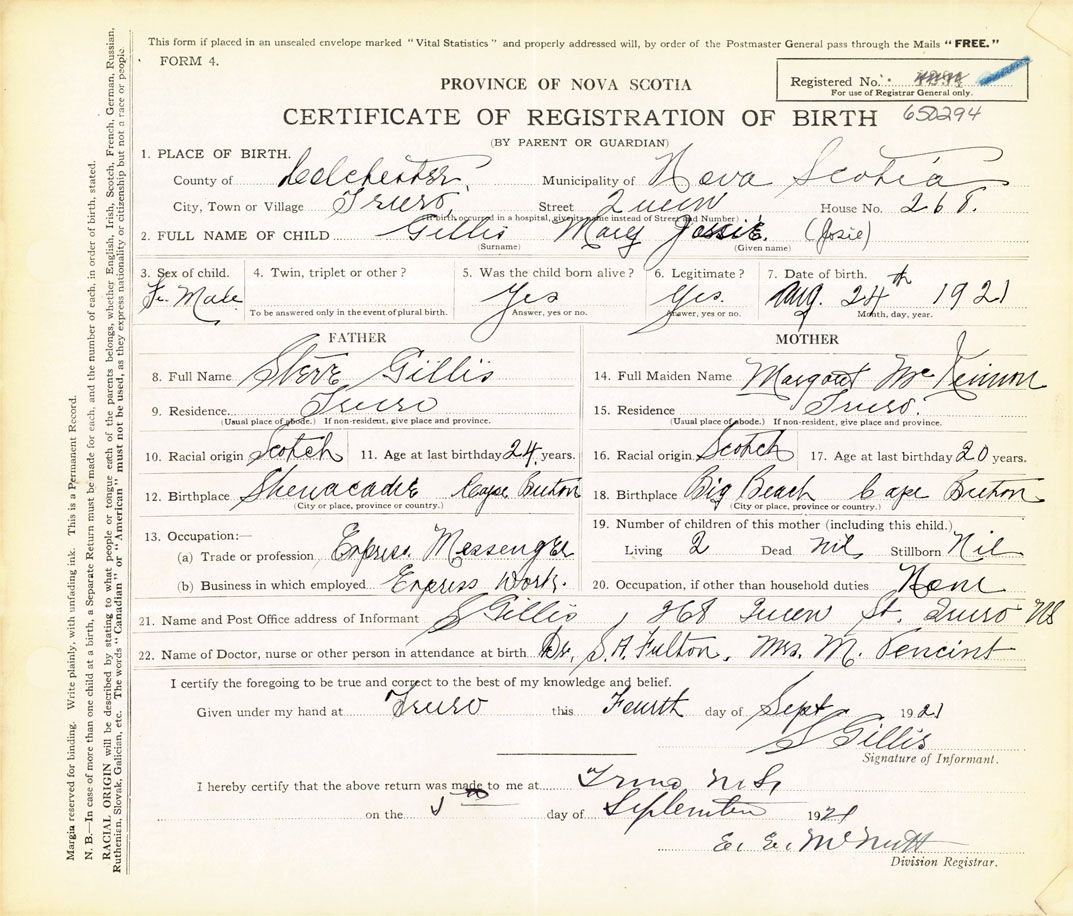 This form if placed in an unsealed envelope marked "Vital Statistics" and properly addressed will, by order of the Postmaster General pass through the Mails "FREE."
FORM 4.
Registered No.
For use of Registrar General only.
PROVINCE OF NOVA SCOTIA
CERTIFICATE OF REGISTRATION OF BIRTH 650294
(BY PARENT OR GUARDIAN)
1. PLACE OF BIRTH.
County of Colchester, Municipality of Nova Scotia
City, Town or Village Truro Street Queen House No. 268.
(If birth occurred in a hospital, give its name instead of Street and Number)
2. FULL NAME OF CHILD Gillis Mary Jossie. (Josie)
(Surname) (Given name)
3. Sex of child. 4. Twin, triplet or other? 5. Was the child born alive? 6. Legitimate? 7. Date of birth.
Fe. Male Yes Yes. Aug. 24th 1921
To be answered only in the event of plural birth. Answer, yes or no. Answer, yes or no. Month, day, year.
FATHER
8. Full Name Steve Gillis
9. Residence Truro
(Usual place of abode.) If non-resident, give place and province.
10. Racial origin Scotch 11. Age at last birthday 24 years.
12. Birthplace Shenacadie Cape Breton
(City or place, province or country.)
13. Occupation:—
(a) Trade or profession Express Messenger
(b) Business in which employed Express Work.
MOTHER
14. Full Maiden Name Margaret McKinnon
15. Residence Truro.
(Usual place of abode.) If non-resident, give place and province.
16. Racial origin Scotch 17. Age at last birthday 20 years.
18. Birthplace Big Beach Cape Breton
(City or place, province or country.)
19. Number of children of this mother (including this child.)
Living 2 Dead nil Stillborn Nil
20. Occupation, if other than household duties None
21. Name and Post Office address of Informant S Gillis, 268 Queen St. Truro NS
22. Name of Doctor, nurse or other person in attendance at birth Dr. S. H. Fulton, Mrs. M. Vencint
I certify the foregoing to be true and correct to the best of my knowledge and belief.
Given under my hand at Truro this Fourth day of Sept 1921
S Gillis
Signature of Informant.
I hereby certify that the above return was made to me at Truro N.S.
on the day of September 1921
E. E. McNutt
Division Registrar.
Margin reserved for binding. Write plainly, with unfading ink. This is a Permanent Record.
N. B.—In case of more than one child at a birth, a Separate Return must be made for each, and the number of each, in order of birth, stated.
RACIAL ORIGIN will be described by stating to what people or tongue each of the parents belongs, whether English, Irish, Scotch, French, German, Russian,
Ruthenian, Slovak, Galician, etc. The words "Canadian" or "American" must not be used, as they express nationality or citizenship but not a race or people